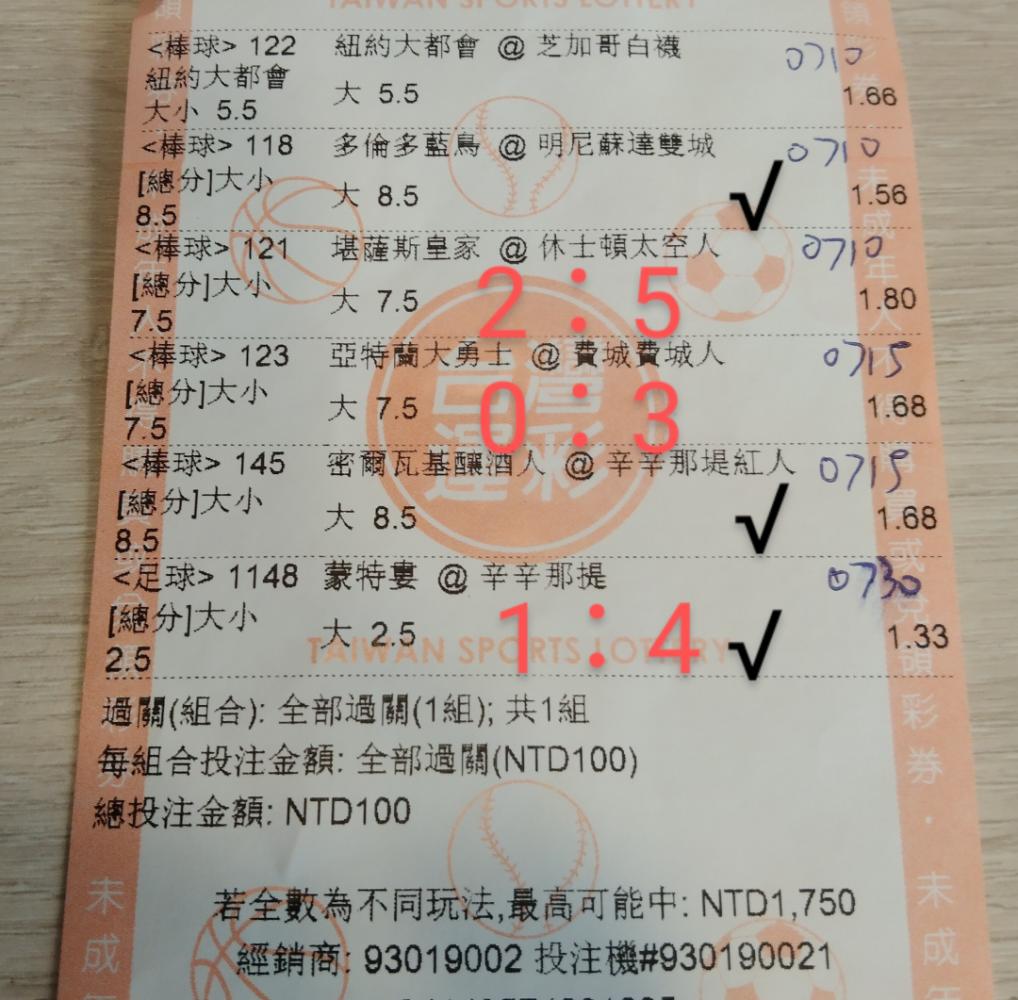 TAIWAN SPORTS LOTTERY
<棒球> 122 紐約大都會 @ 芝加哥白襪 0710
紐約大都會
大小 5.5 大 5.5 1.66
<棒球> 118 多倫多藍鳥 @ 明尼蘇達雙城 0710
[總分]大小
8.5 大 8.5 √ 1.56
<棒球> 121 堪薩斯皇家 @ 休士頓太空人 0710
[總分]大小
7.5 大 7.5 2：5 1.80
<棒球> 123 亞特蘭大勇士 @ 費城費城人 0715
[總分]大小
7.5 大 7.5 0：3 1.68
<棒球> 145 密爾瓦基釀酒人 @ 辛辛那堤紅人 0715
[總分]大小
8.5 大 8.5 √ 1.68
<足球> 1148 蒙特婁 @ 辛辛那提 0730
[總分]大小
2.5 大 2.5 1：4 √ 1.33
台灣運彩
TAIWAN SPORTS LOTTERY
過關(組合): 全部過關(1組); 共1組
每組合投注金額: 全部過關(NTD100)
總投注金額: NTD100
若全數為不同玩法,最高可能中: NTD1,750
經銷商: 93019002 投注機#930190021